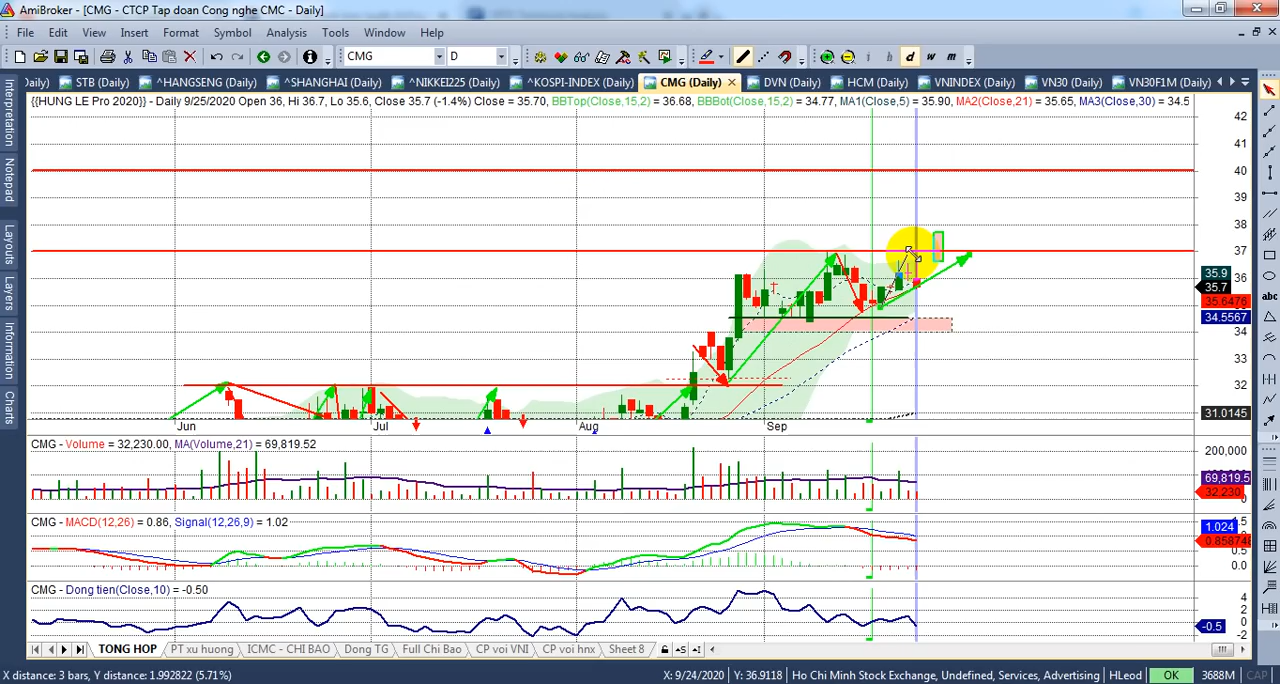 AmiBroker - [CMG - CTCP Tap doan Cong nghe CMC - Daily]
File Edit View Insert Format Symbol Analysis Tools Window Help
CMG D i h d w m
Daily) STB (Daily) ^HANGSENG (Daily) ^SHANGHAI (Daily) ^NIKKEI225 (Daily) ^KOSPI-INDEX (Daily) CMG (Daily) DVN (Daily) HCM (Daily) VNINDEX (Daily) VN30 (Daily) VN30F1M (Daily)
{{HUNG LE Pro 2020}} - Daily 9/25/2020 Open 36, Hi 36.7, Lo 35.6, Close 35.7 (-1.4%) Close = 35.70, BBTop(Close,15,2) = 36.68, BBBot(Close,15,2) = 34.77, MA1(Close,5) = 35.90, MA2(Close,21) = 35.65, MA3(Close,30) = 34.5
Interpretation
Notepad
Layouts
Layers
Information
Charts
abc
42
41
40
39
38
37
36
35.9
35.7
35.6476
34.5567
34
33
32
31.0145
Jun Jul Aug Sep
CMG - Volume = 32,230.00, MA(Volume,21) = 69,819.52
200,000
69,819.5
32,230
CMG - MACD(12,26) = 0.86, Signal(12,26,9) = 1.02
1.024
0.858748
0.5
0.0
CMG - Dong tien(Close,10) = -0.50
4
2
0
-0.5
-2
TONG HOP PT xu huong ICMC - CHI BAO Dong TG Full Chi Bao CP voi VNI CP voi hnx Sheet 8
X distance: 3 bars, Y distance: 1.992822 (5.71%) X: 9/24/2020 Y: 36.9118 Ho Chi Minh Stock Exchange, Undefined, Services, Advertising HLeod OK 3688M CAP